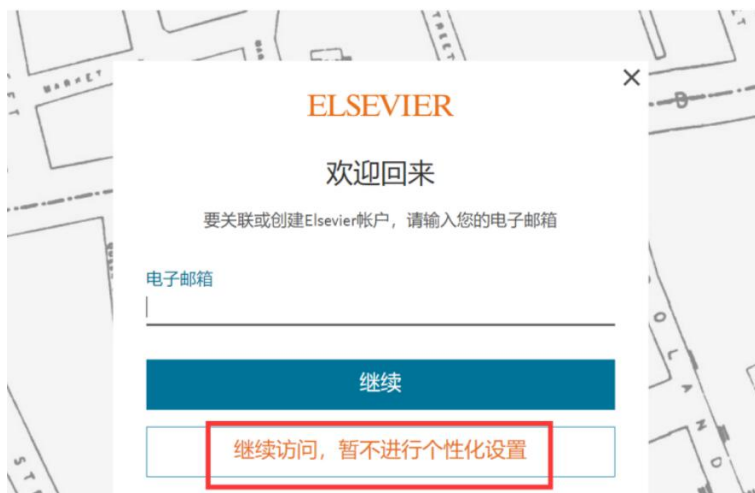 MARKET
ELSEVIER
欢迎回来
要关联或创建Elsevier帐户，请输入您的电子邮箱
电子邮箱
继续
继续访问，暂不进行个性化设置